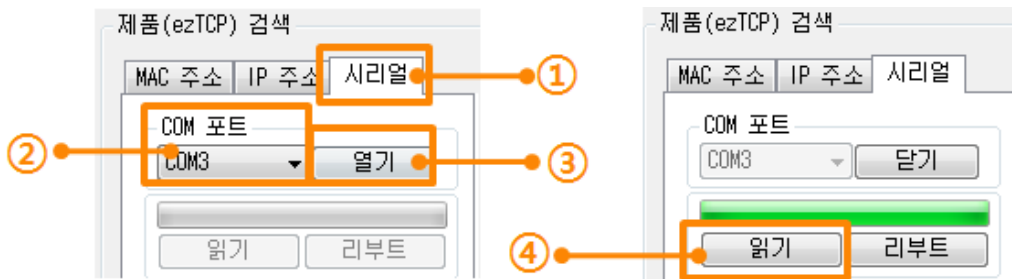 제품(ezTCP) 검색
MAC 주소 IP 주소 시리얼 ①
COM 포트
② COM3 열기 ③
읽기 리부트
제품(ezTCP) 검색
MAC 주소 IP 주소 시리얼
COM 포트
COM3 닫기
④ 읽기 리부트